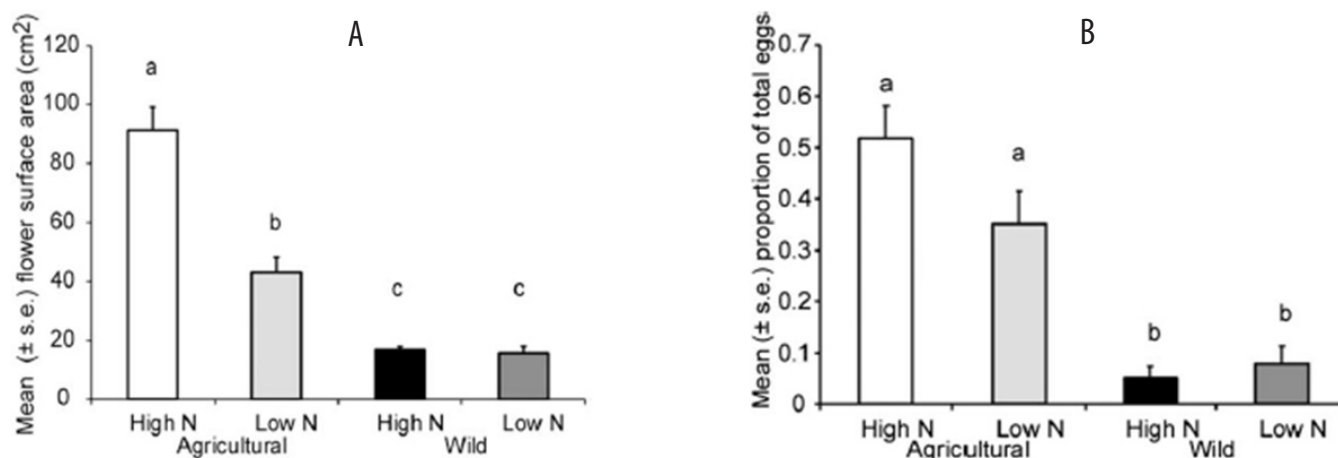 A
Mean (± s.e.) flower surface area (cm2)
120
100
80
60
40
20
0
a
b
c
c
High N
Low N
High N
Low N
Agricultural
Wild
B
Mean (± s.e.) proportion of total eggs
0.7
0.6
0.5
0.4
0.3
0.2
0.1
0
a
a
b
b
High N
Low N
High N
Low N
Agricultural
Wild